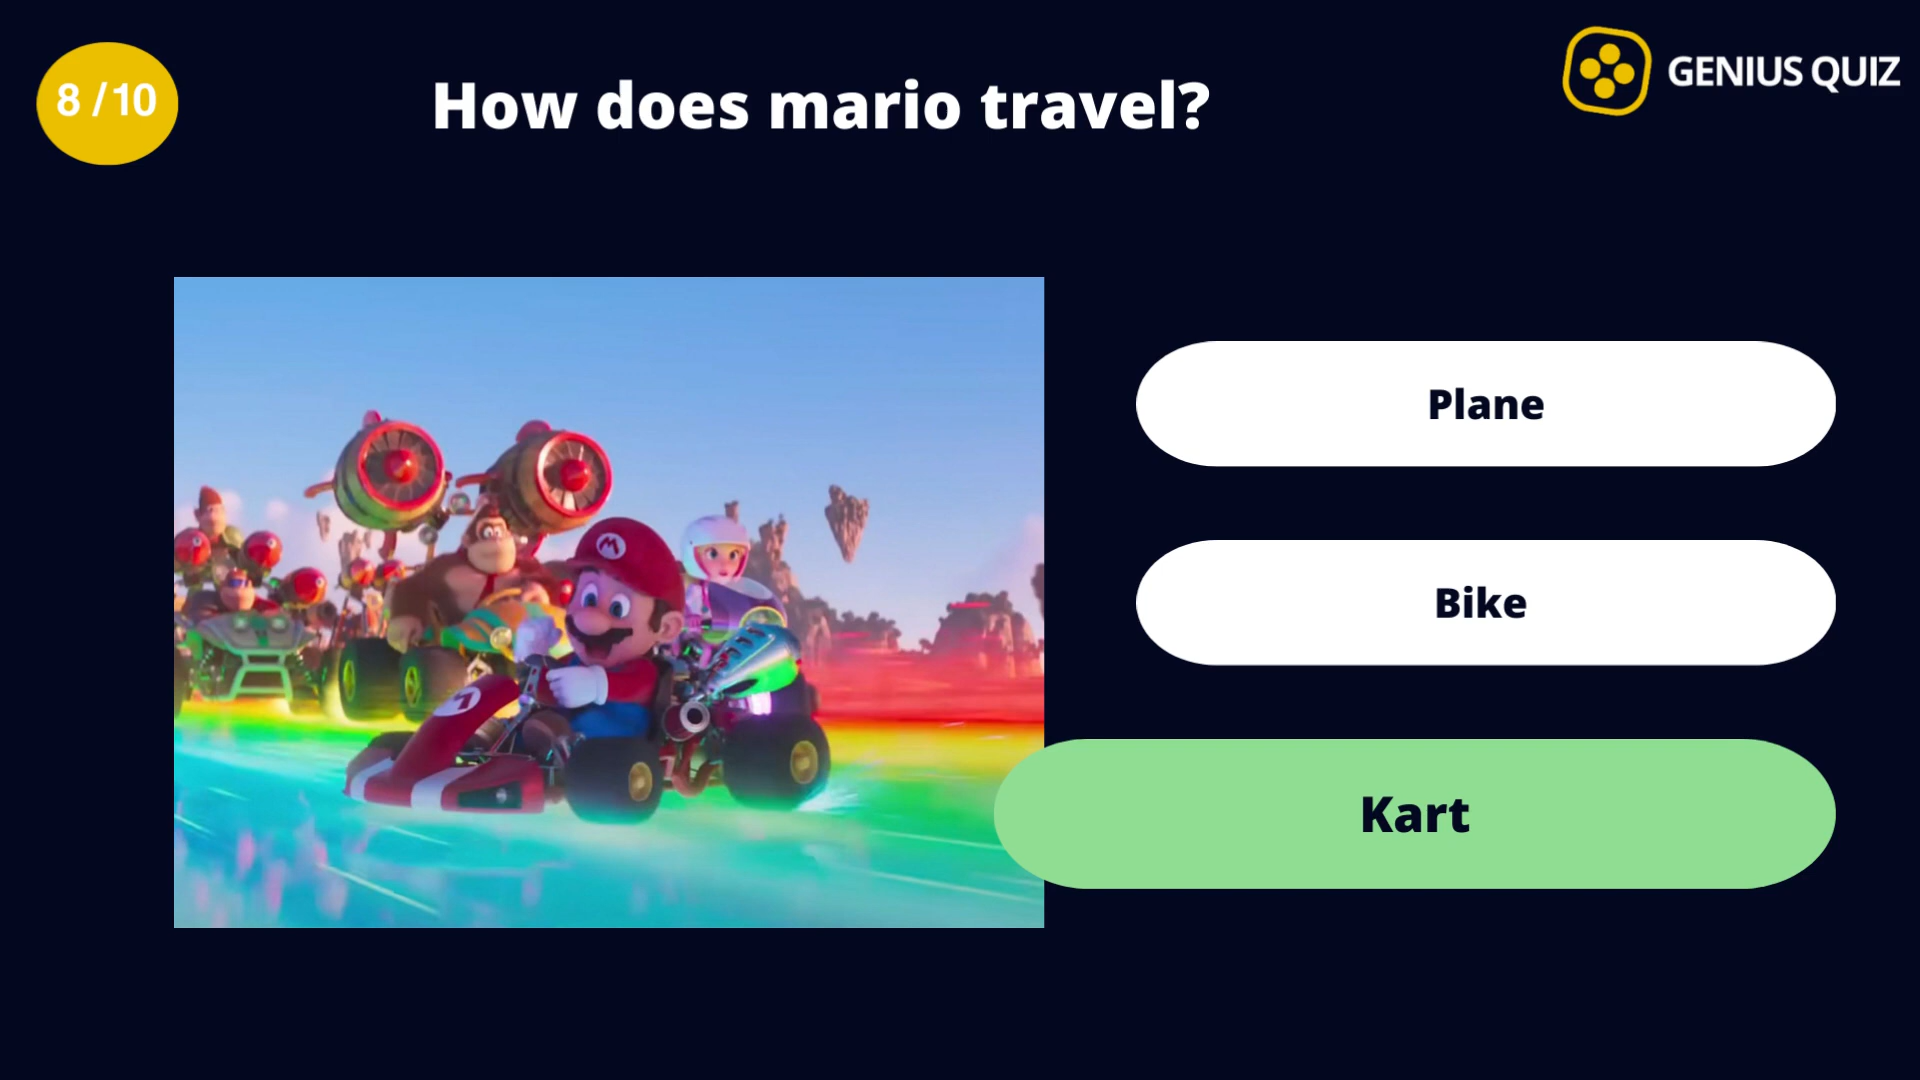 8 /10
How does mario travel?
GENIUS QUIZ
Plane
Bike
Kart
M